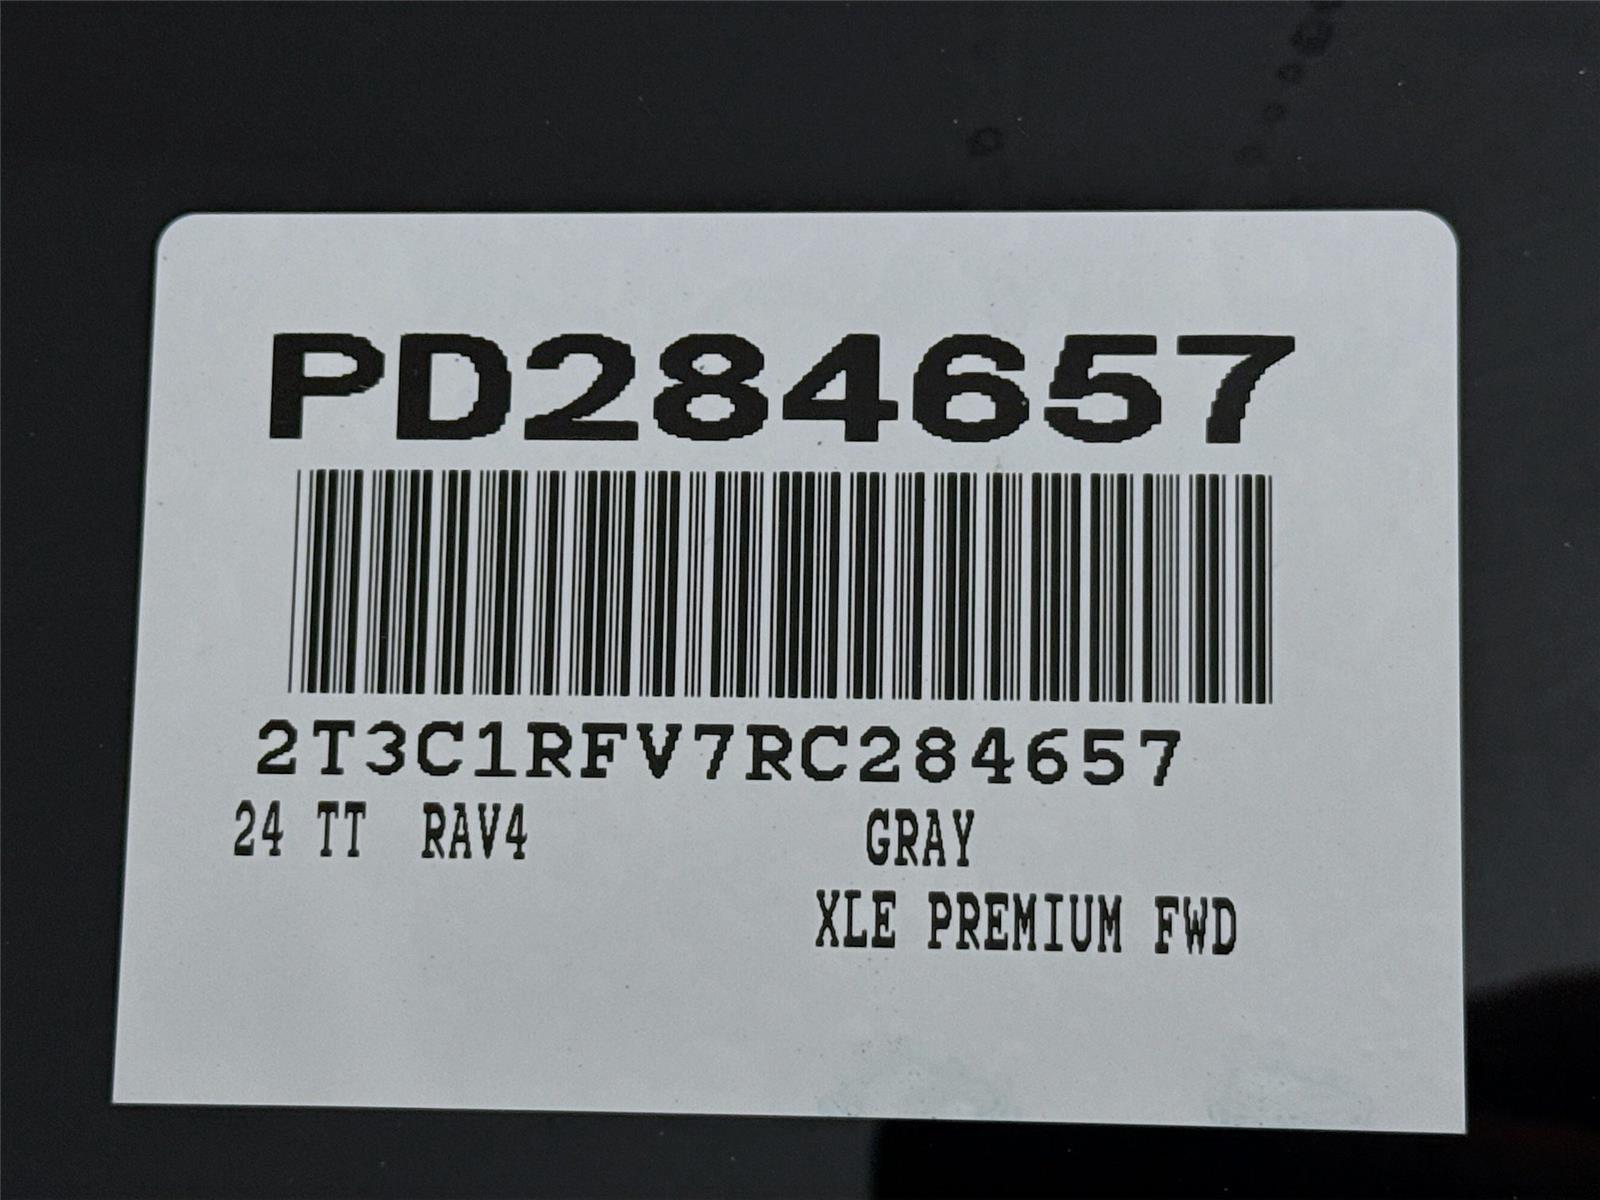 PD284657
2T3C1RFV7RC284657
24 TT RAV4 GRAY
XLE PREMIUM FWD